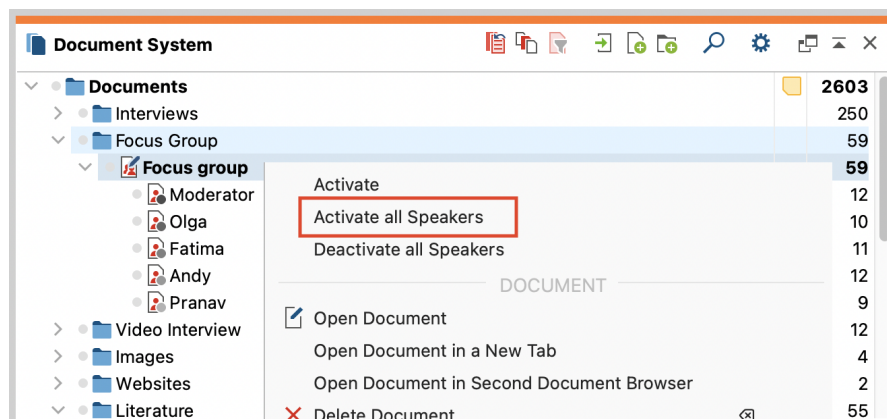 Document System
Documents 2603
Interviews 250
Focus Group 59
Focus group 59
Activate
Moderator 12
Activate all Speakers
Olga 10
Deactivate all Speakers
Fatima 11
Andy 12
DOCUMENT
Pranav 9
Open Document
Video Interview 12
Open Document in a New Tab
Images 4
Open Document in Second Document Browser
Websites 2
Delete Document
Literature 55